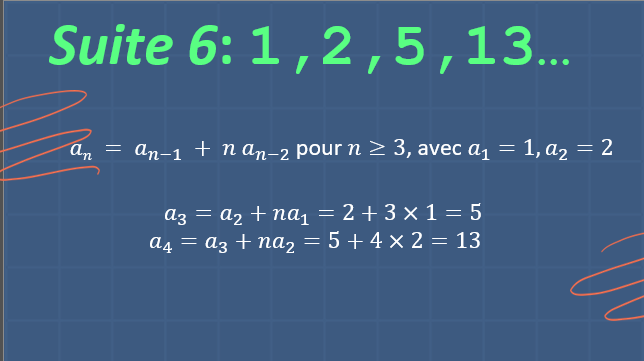 Suite 6: 1 , 2 , 5 , 13...
aₙ = aₙ₋₁ + n aₙ₋₂ pour n ≥ 3, avec a₁ = 1, a₂ = 2
a₃ = a₂ + na₁ = 2 + 3 × 1 = 5
a₄ = a₃ + na₂ = 5 + 4 × 2 = 13